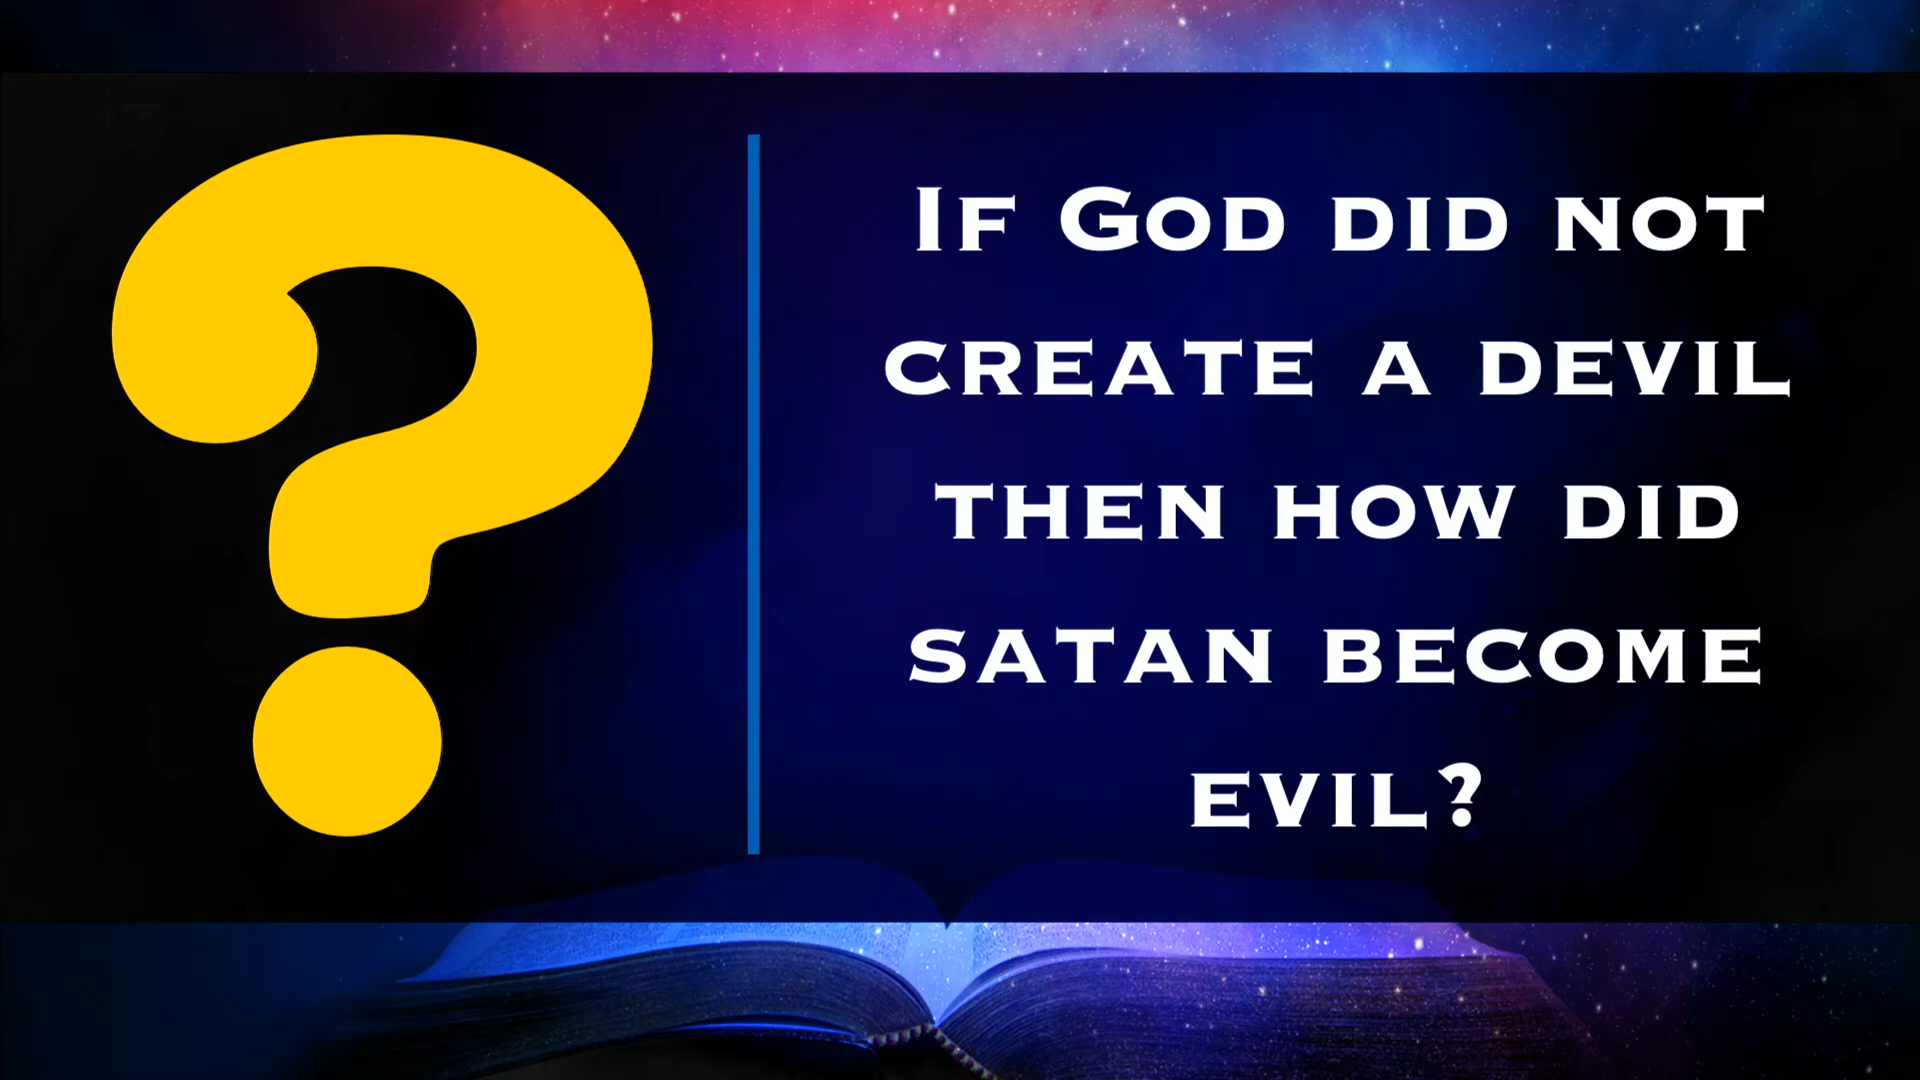 ?
If God did not
create a devil
then how did
satan become
evil?